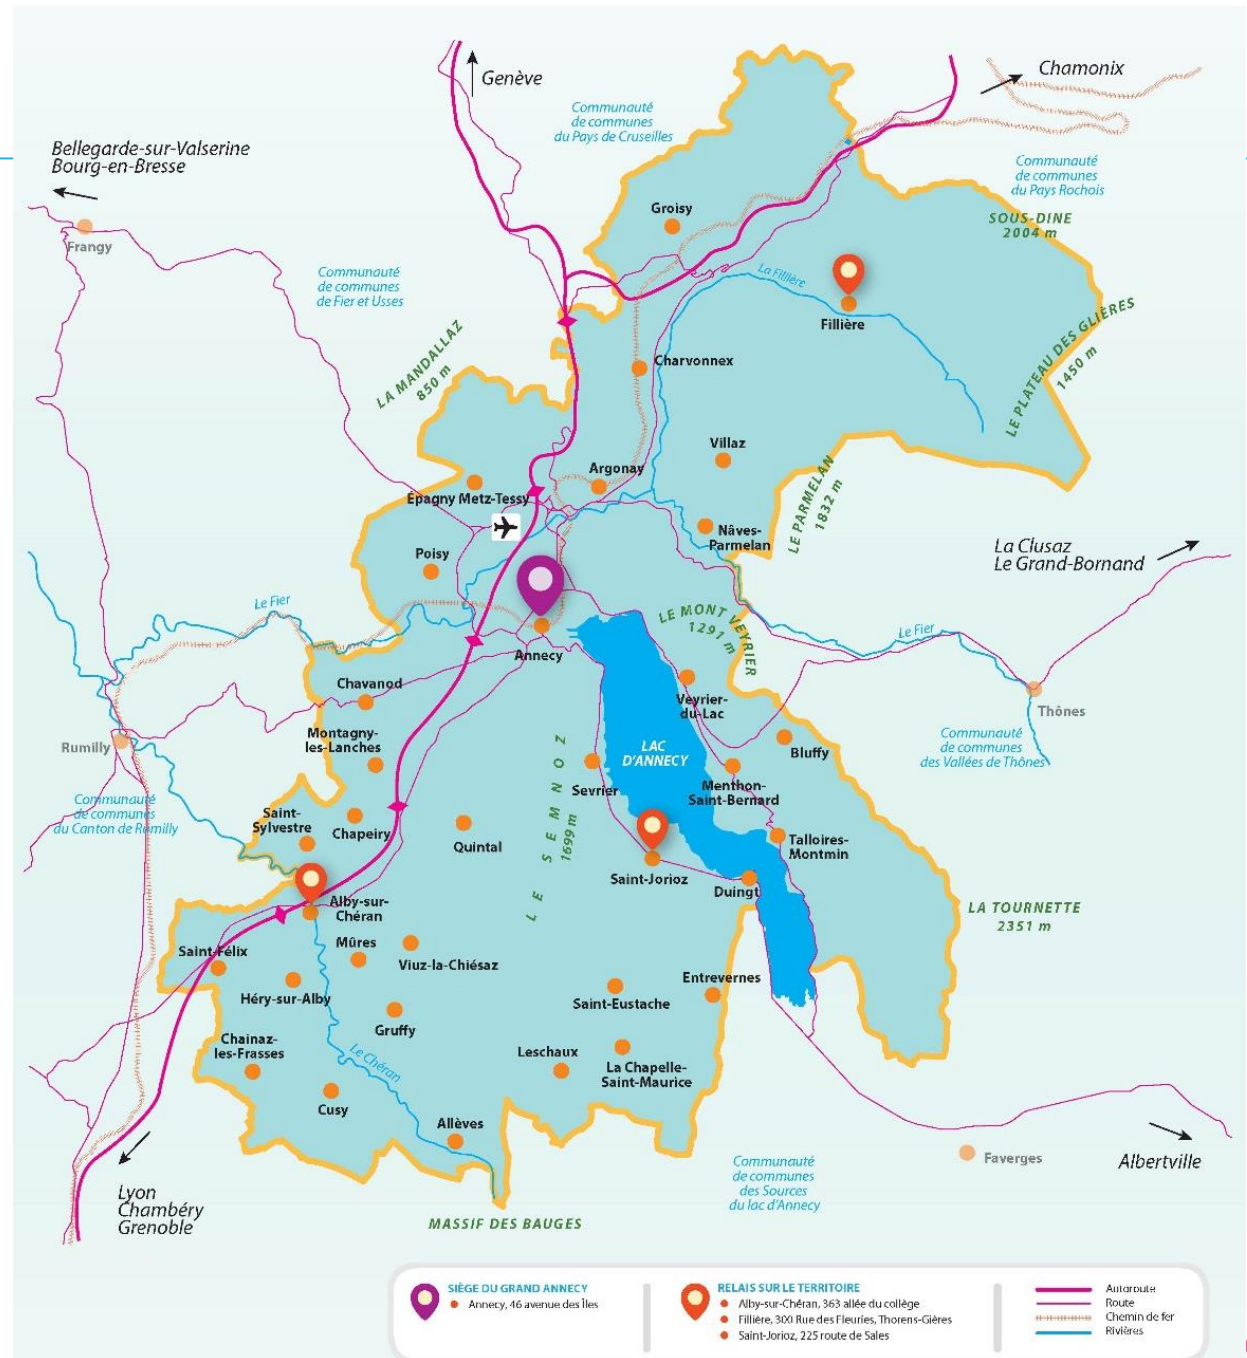 Genève
Chamonix
Communauté
de communes
du Pays de Cruseilles
Bellegarde-sur-Valserine
Bourg-en-Bresse
Communauté
de communes
du Pays Rochois
Groisy
SOUS-DINE
2004 m
Frangy
Communauté
de communes
de Fier et Usses
La Fillière
Fillière
LA MANDALLAZ
850 m
LE PLATEAU DES GLIÈRES
1450 m
Charvonnex
Villaz
Argonay
Épagny Metz-Tessy
LE PARMELAN
1832 m
Nâves-
Parmelan
La Clusaz
Le Grand-Bornand
Poisy
Le Fier
LE MONT VEYRIER
1291 m
Le Fier
Annecy
Chavanod
Veyrier-
du-Lac
Thônes
Montagny-
les-Lanches
Rumilly
LAC
D'ANNECY
Bluffy
Communauté
de communes
des Vallées de Thônes
LE SEMNOZ
1699 m
Sevrier
Menthon-
Saint-Bernard
Communauté
de communes
du Canton de Rumilly
Saint-
Sylvestre
Chapeiry
Quintal
Talloires-
Montmin
Saint-Jorioz
Duingt
Alby-sur-
Chéran
LA TOURNETTE
2351 m
Saint-Félix
Mûres
Viuz-la-Chiésaz
Héry-sur-Alby
Entrevernes
Saint-Eustache
Gruffy
Chainaz-
les-Frasses
Le Chéran
Leschaux
La Chapelle-
Saint-Maurice
Cusy
Allèves
Faverges
Albertville
Communauté
de communes
des Sources
du lac d'Annecy
Lyon
Chambéry
Grenoble
MASSIF DES BAUGES
SIÈGE DU GRAND ANNECY
Annecy, 46 avenue des Îles
RELAIS SUR LE TERRITOIRE
Alby-sur-Chéran, 363 allée du collège
Fillière, 300 Rue des Fleuries, Thorens-Glières
Saint-Jorioz, 225 route de Sales
Autoroute
Route
Chemin de fer
Rivières